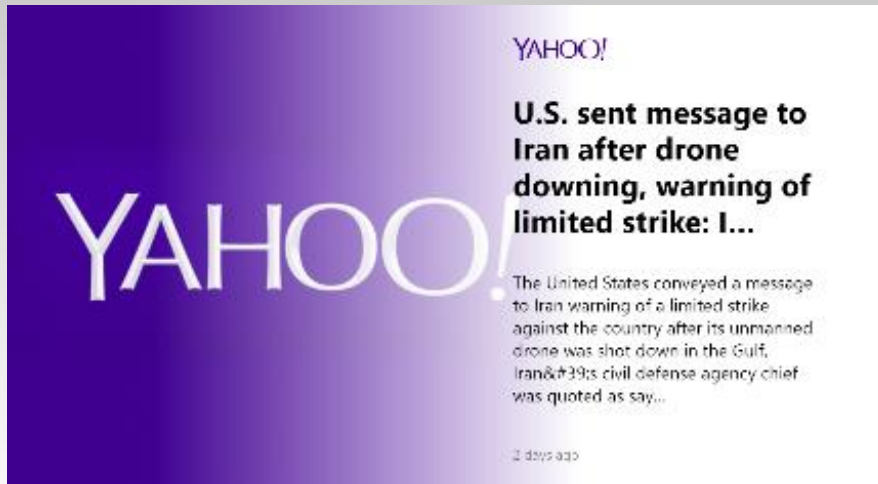 YAHOO!
YAHOO!
U.S. sent message to
Iran after drone
downing, warning of
limited strike: I...
The United States conveyed a message
to Iran warning of a limited strike
against the country after its unmanned
drone was shot down in the Gulf,
Iran&#39;s civil defense agency chief
was quoted as say...
2 days ago